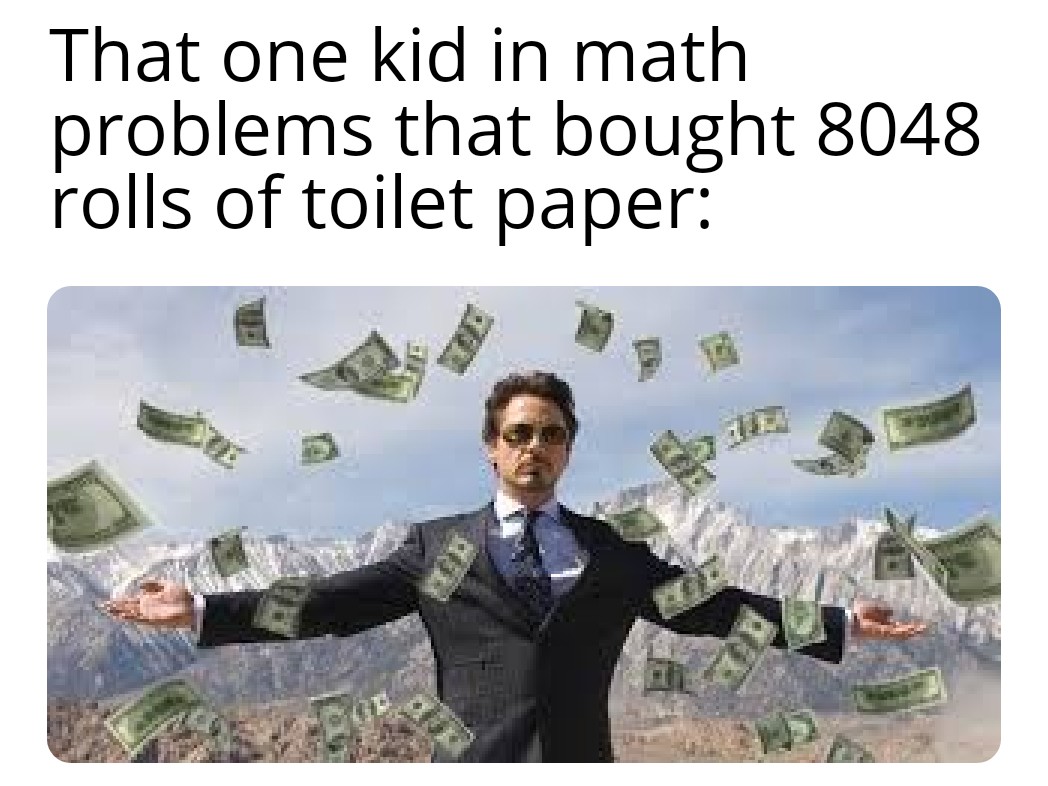 That one kid in math
problems that bought 8048
rolls of toilet paper: